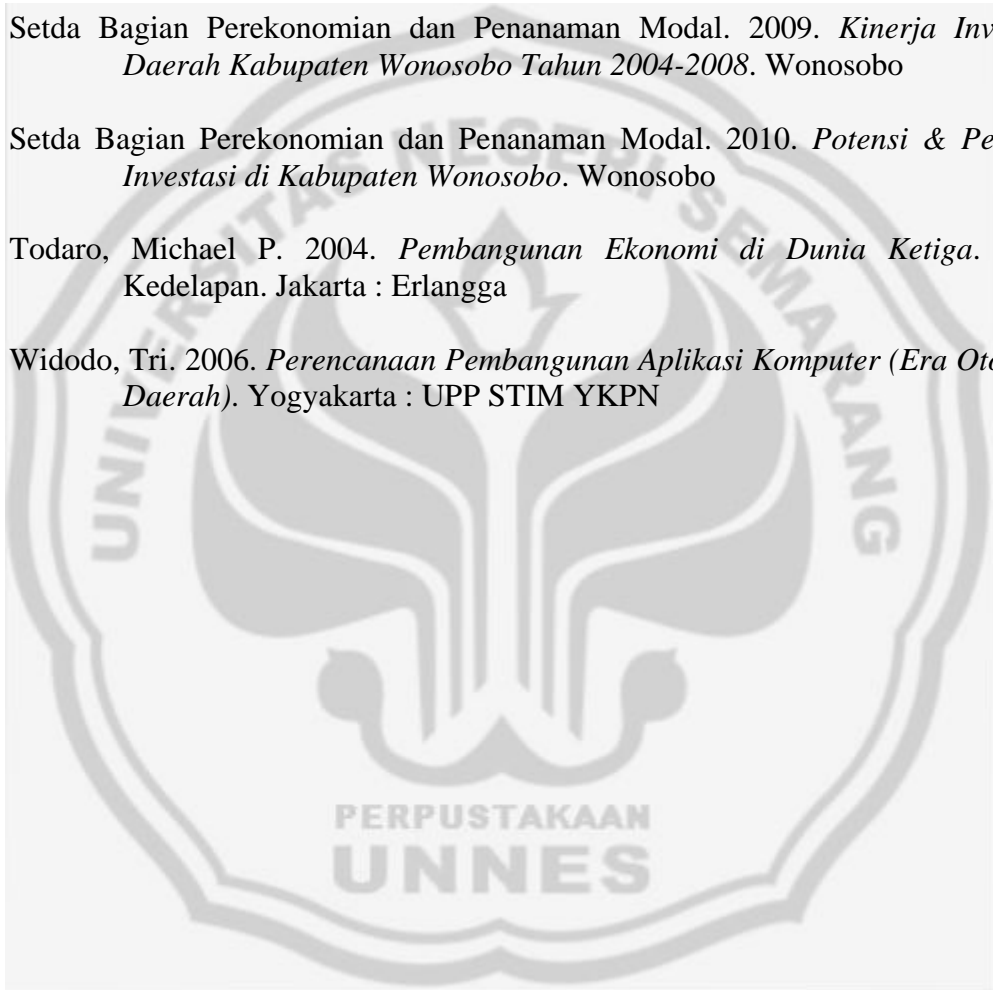 Setda Bagian Perekonomian dan Penanaman Modal. 2009. Kinerja Inv
Daerah Kabupaten Wonosobo Tahun 2004-2008. Wonosobo
Setda Bagian Perekonomian dan Penanaman Modal. 2010. Potensi & Pe
Investasi di Kabupaten Wonosobo. Wonosobo
Todaro, Michael P. 2004. Pembangunan Ekonomi di Dunia Ketiga.
Kedelapan. Jakarta : Erlangga
Widodo, Tri. 2006. Perencanaan Pembangunan Aplikasi Komputer (Era Oto
Daerah). Yogyakarta : UPP STIM YKPN
UNIVERSITAS NEGERI SEMARANG
PERPUSTAKAAN
UNNES